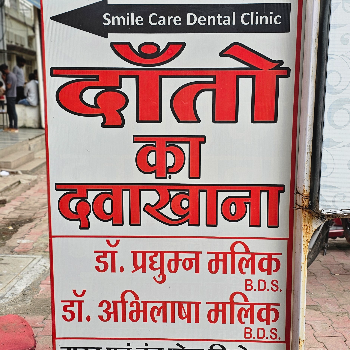 Smile Care Dental Clinic
दाँतो
का
दवाखाना
डॉ. प्रद्युम्न मलिक
B.D.S.
डॉ. अभिलाषा मलिक
B.D.S.